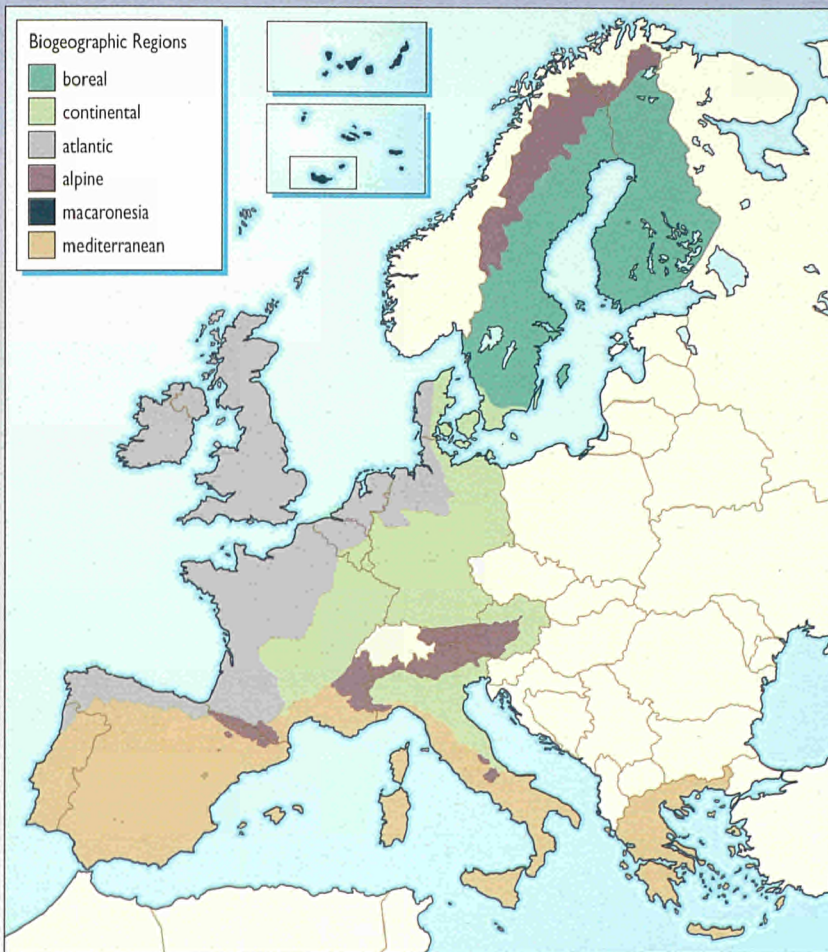 Biogeographic Regions
boreal
continental
atlantic
alpine
macaronesia
mediterranean